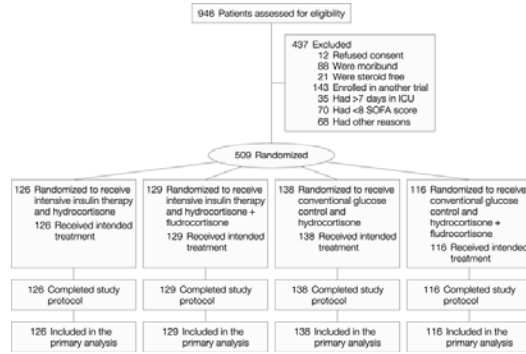 946 Patients assessed for eligibility
437 Excluded
12 Refused consent
88 Were moribund
21 Were steroid free
143 Enrolled in another trial
35 Had >7 days in ICU
70 Had <8 SOFA score
68 Had other reasons
509 Randomized
126 Randomized to receive
intensive insulin therapy
and hydrocortisone
126 Received intended
treatment
129 Randomized to receive
intensive insulin therapy
and hydrocortisone +
fludrocortisone
129 Received intended
treatment
138 Randomized to receive
conventional glucose
control and
hydrocortisone
138 Received intended
treatment
116 Randomized to receive
conventional glucose
control and
hydrocortisone +
fludrocortisone
116 Received intended
treatment
126 Completed study
protocol
129 Completed study
protocol
138 Completed study
protocol
116 Completed study
protocol
126 Included in the
primary analysis
129 Included in the
primary analysis
138 Included in the
primary analysis
116 Included in the
primary analysis